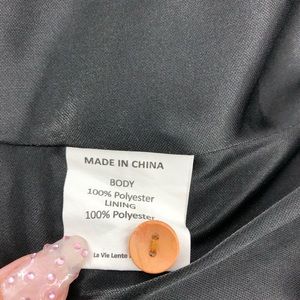 MADE IN CHINA
BODY
100% Polyester
LINING
100% Polyester
La Vie Lente